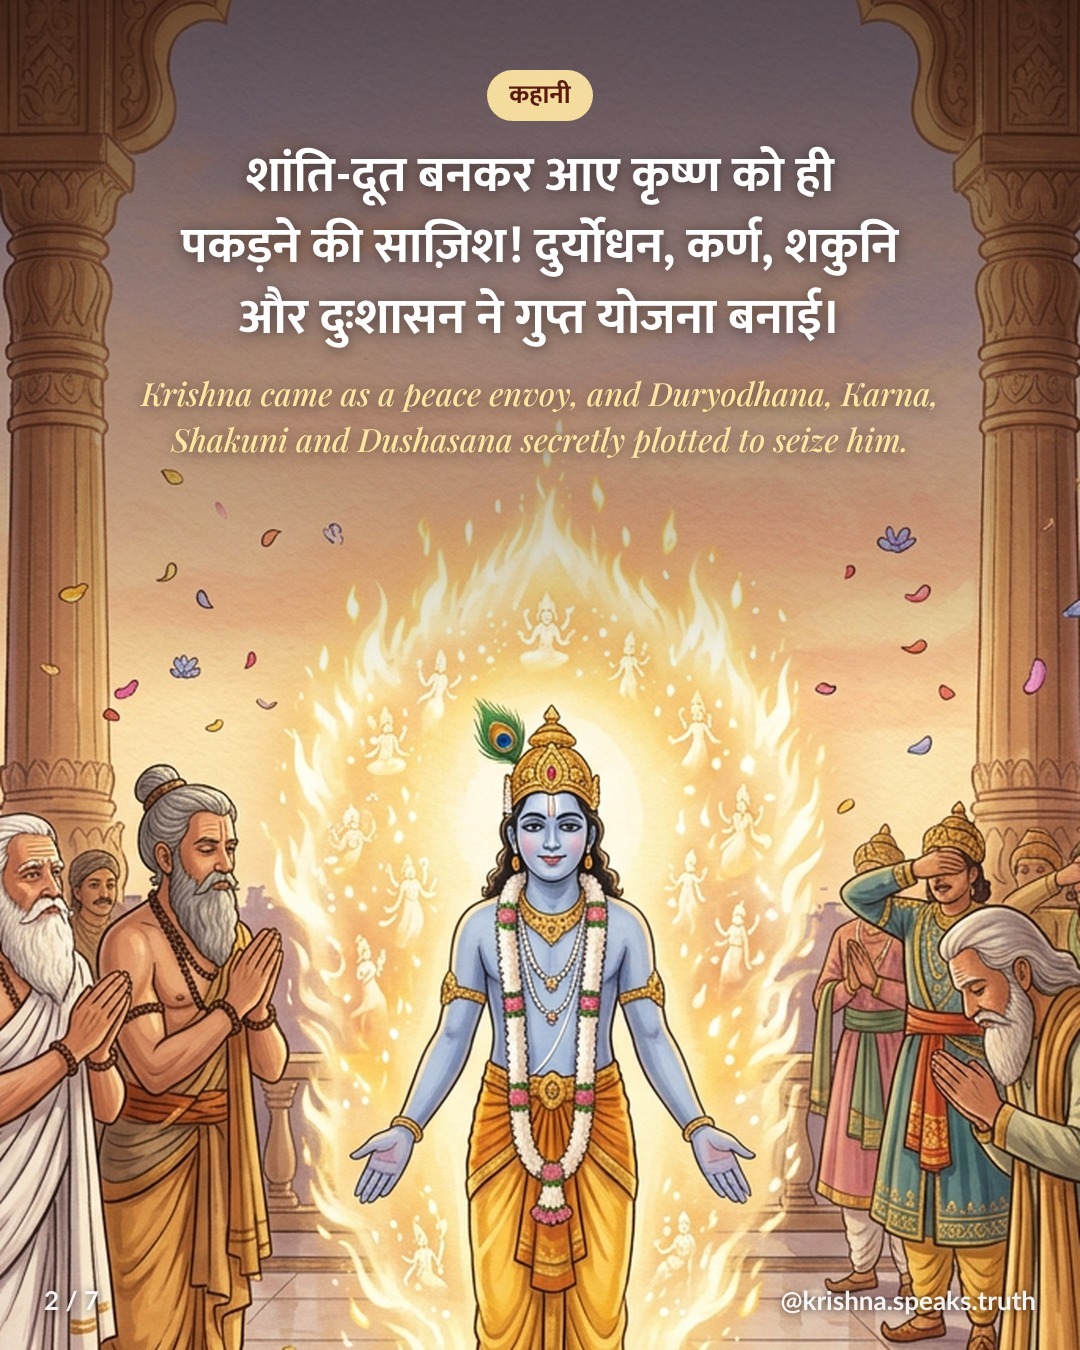 कहानी
शांति-दूत बनकर आए कृष्ण को ही
पकड़ने की साज़िश! दुर्योधन, कर्ण, शकुनि
और दुःशासन ने गुप्त योजना बनाई।
Krishna came as a peace envoy, and Duryodhana, Karna,
Shakuni and Dushasana secretly plotted to seize him.
2 / 7
@krishna.speaks.truth